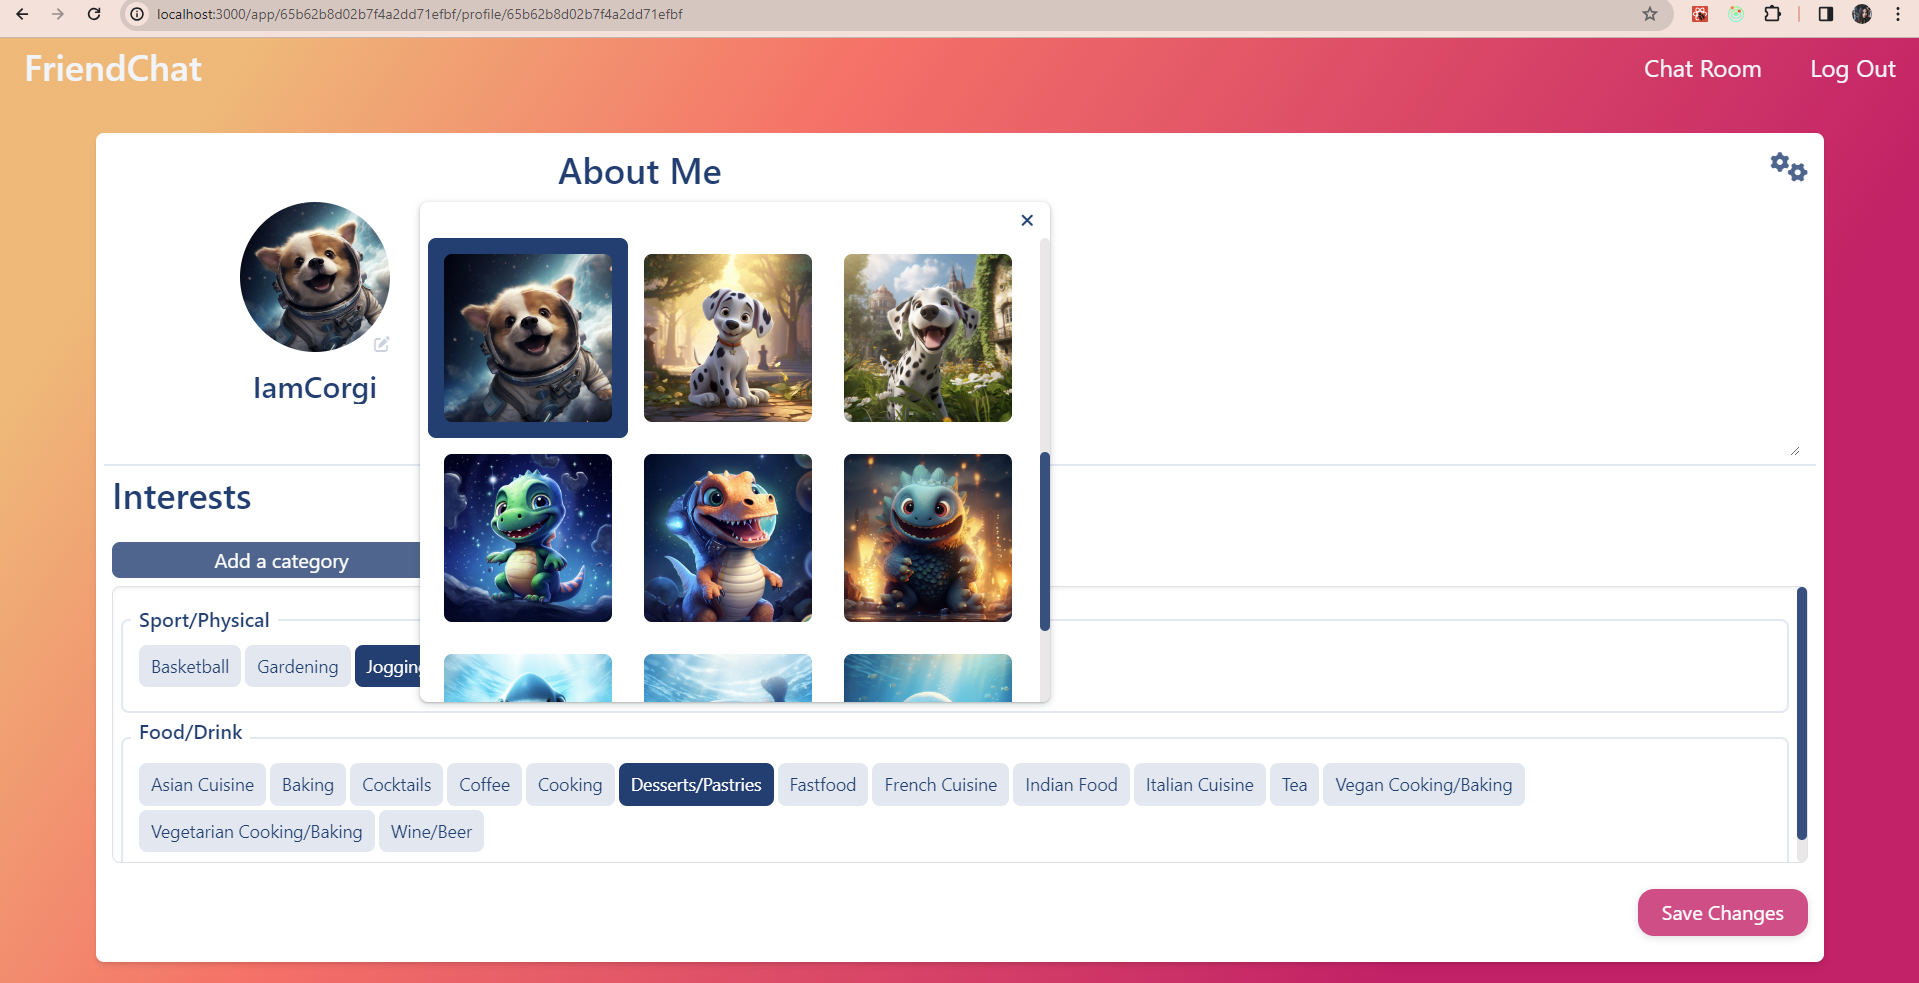 localhost:3000/app/65b62b8d02b7f4a2dd71efbf/profile/65b62b8d02b7f4a2dd71efbf
FriendChat
Chat Room
Log Out
About Me
IamCorgi
Interests
Add a category
Sport/Physical
Basketball Gardening Jogging
Food/Drink
Asian Cuisine Baking Cocktails Coffee Cooking Desserts/Pastries Fastfood French Cuisine Indian Food Italian Cuisine Tea Vegan Cooking/Baking
Vegetarian Cooking/Baking Wine/Beer
Save Changes